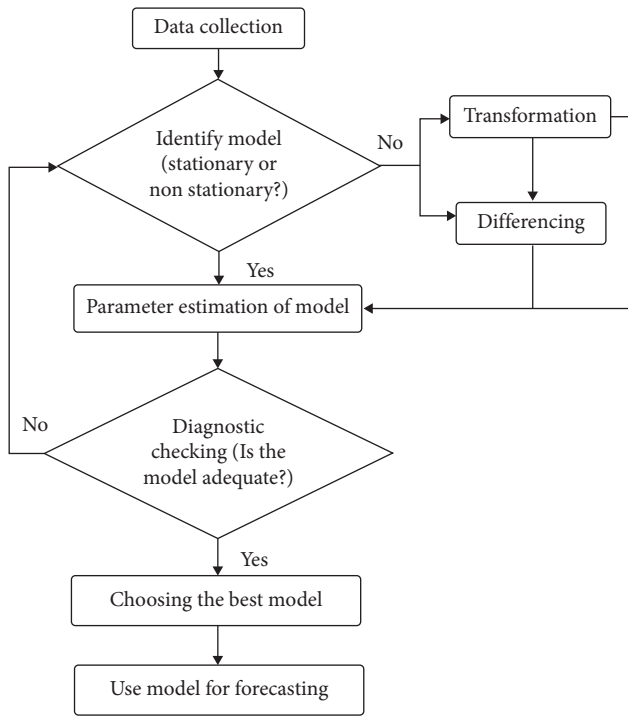 Data collection
Identify model
(stationary or
non stationary?)
No
Transformation
Differencing
Yes
Parameter estimation of model
No
Diagnostic
checking (Is the
model adequate?)
Yes
Choosing the best model
Use model for forecasting